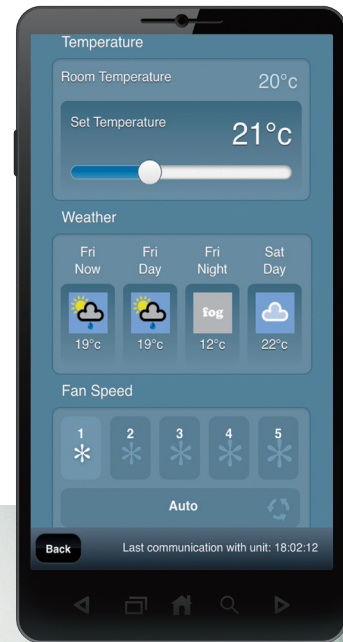 Temperature
Room Temperature 20°c
Set Temperature 21°c
Weather
Fri Fri Fri Sat
Now Day Night Day
fog
19°c 19°c 12°c 22°c
Fan Speed
1 2 3 4 5
Auto
Back Last communication with unit: 18:02:12